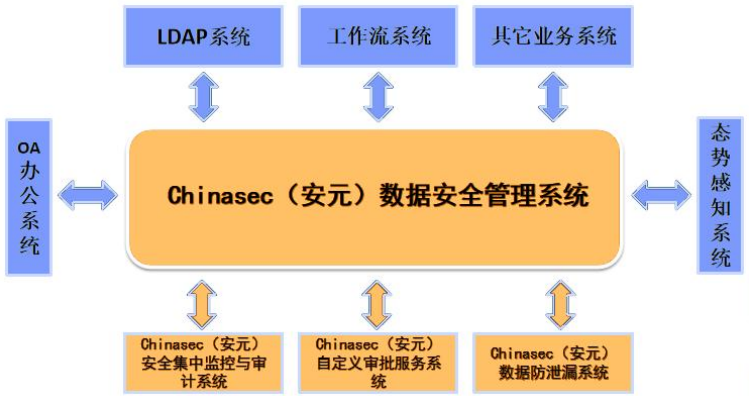 LDAP系统
工作流系统
其它业务系统
OA
办
公
系
统
Chinasec（安元）数据安全管理系统
态
势
感
知
系
统
Chinasec（安元）
安全集中监控与审
计系统
Chinasec（安元）
自定义审批服务系
统
Chinasec（安元）
数据防泄漏系统